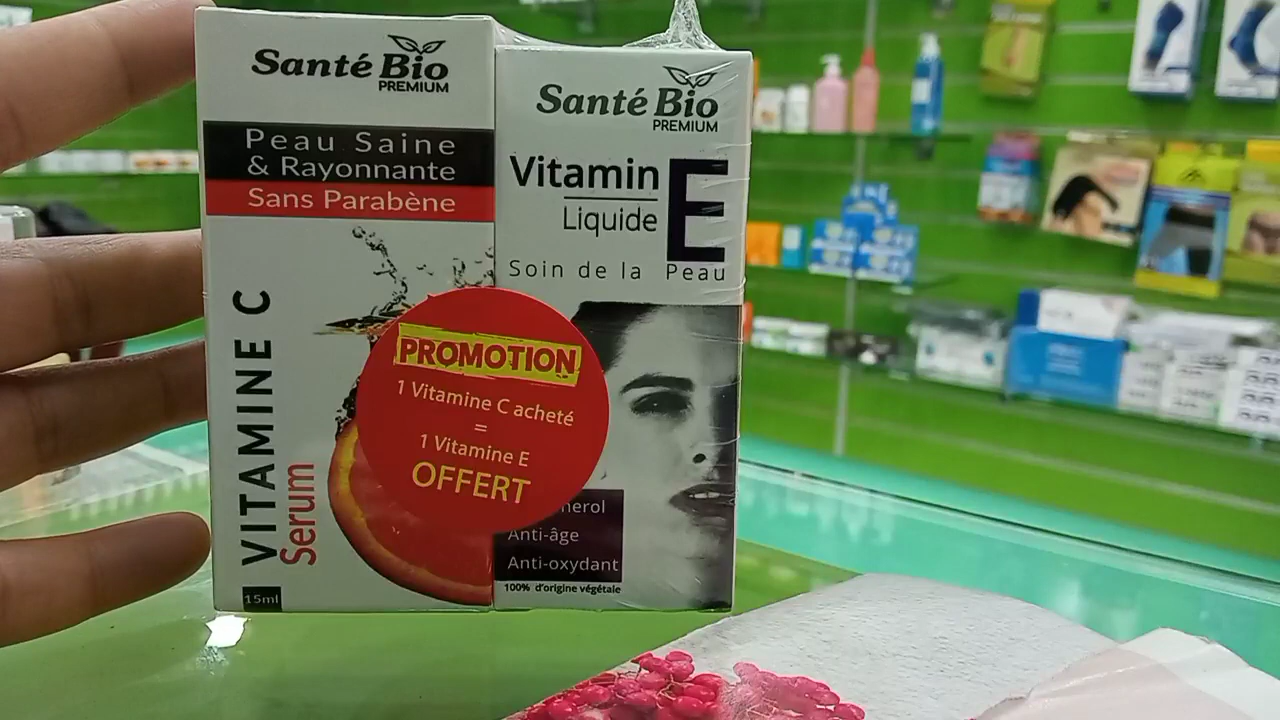 Santé Bio
PREMIUM
Peau Saine
& Rayonnante
Sans Parabène
VITAMINE C
Serum
15ml
Santé Bio
PREMIUM
Vitamin E
Liquide
Soin de la Peau
PROMOTION
1 Vitamine C acheté
=
1 Vitamine E
OFFERT
Anti-âge
Anti-oxydant
100% d'origine végétale